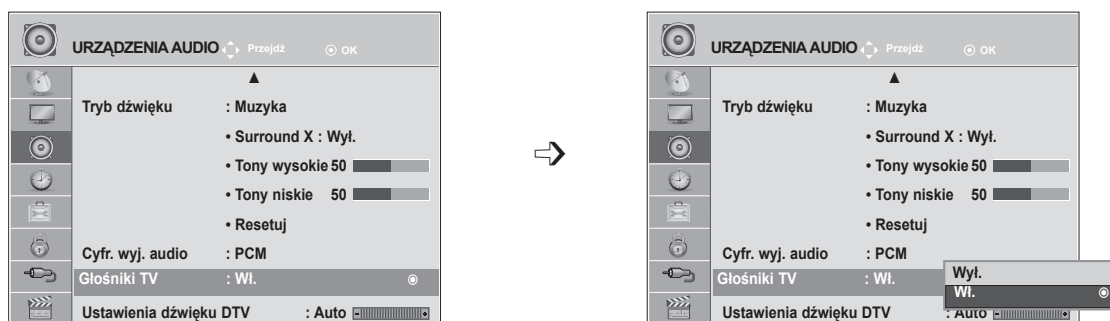 URZĄDZENIA AUDIO Przejdź OK
Tryb dźwięku : Muzyka
• Surround X : Wył.
• Tony wysokie 50
• Tony niskie 50
• Resetuj
Cyfr. wyj. audio : PCM
Głośniki TV : Wł.
Ustawienia dźwięku DTV : Auto
URZĄDZENIA AUDIO Przejdź OK
Tryb dźwięku : Muzyka
• Surround X : Wył.
• Tony wysokie 50
• Tony niskie 50
• Resetuj
Cyfr. wyj. audio : PCM
Głośniki TV : Wł.
Wył.
Wł.
Ustawienia dźwięku DTV : Auto